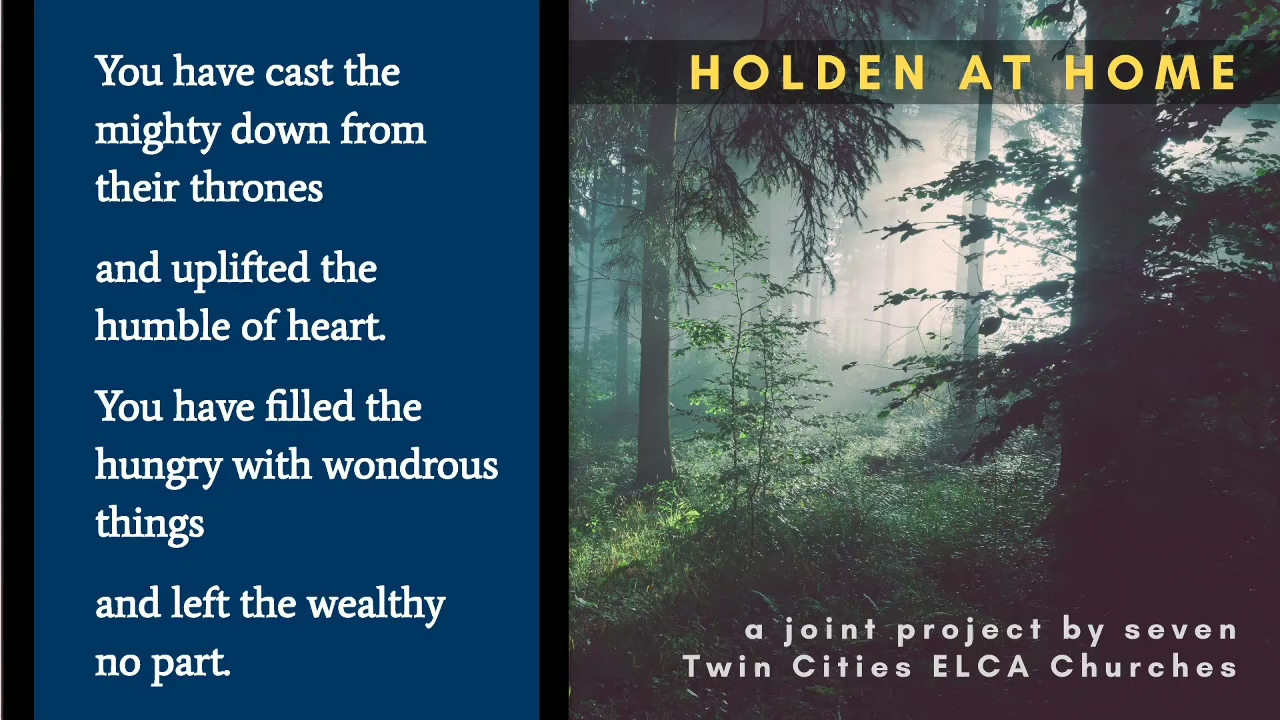 You have cast the
mighty down from
their thrones
and uplifted the
humble of heart.
You have filled the
hungry with wondrous
things
and left the wealthy
no part.
HOLDEN AT HOME
a joint project by seven
Twin Cities ELCA Churches